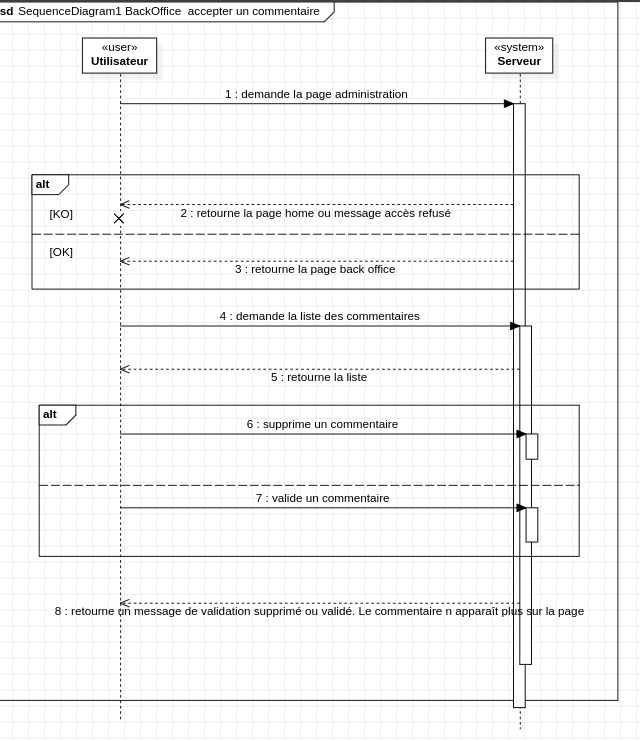 sd SequenceDiagram1 BackOffice accepter un commentaire
«user»
Utilisateur
«system»
Serveur
1 : demande la page administration
alt
[KO]
2 : retourne la page home ou message accès refusé
[OK]
3 : retourne la page back office
4 : demande la liste des commentaires
5 : retourne la liste
alt
6 : supprime un commentaire
7 : valide un commentaire
8 : retourne un message de validation supprimé ou validé. Le commentaire n apparaît plus sur la page